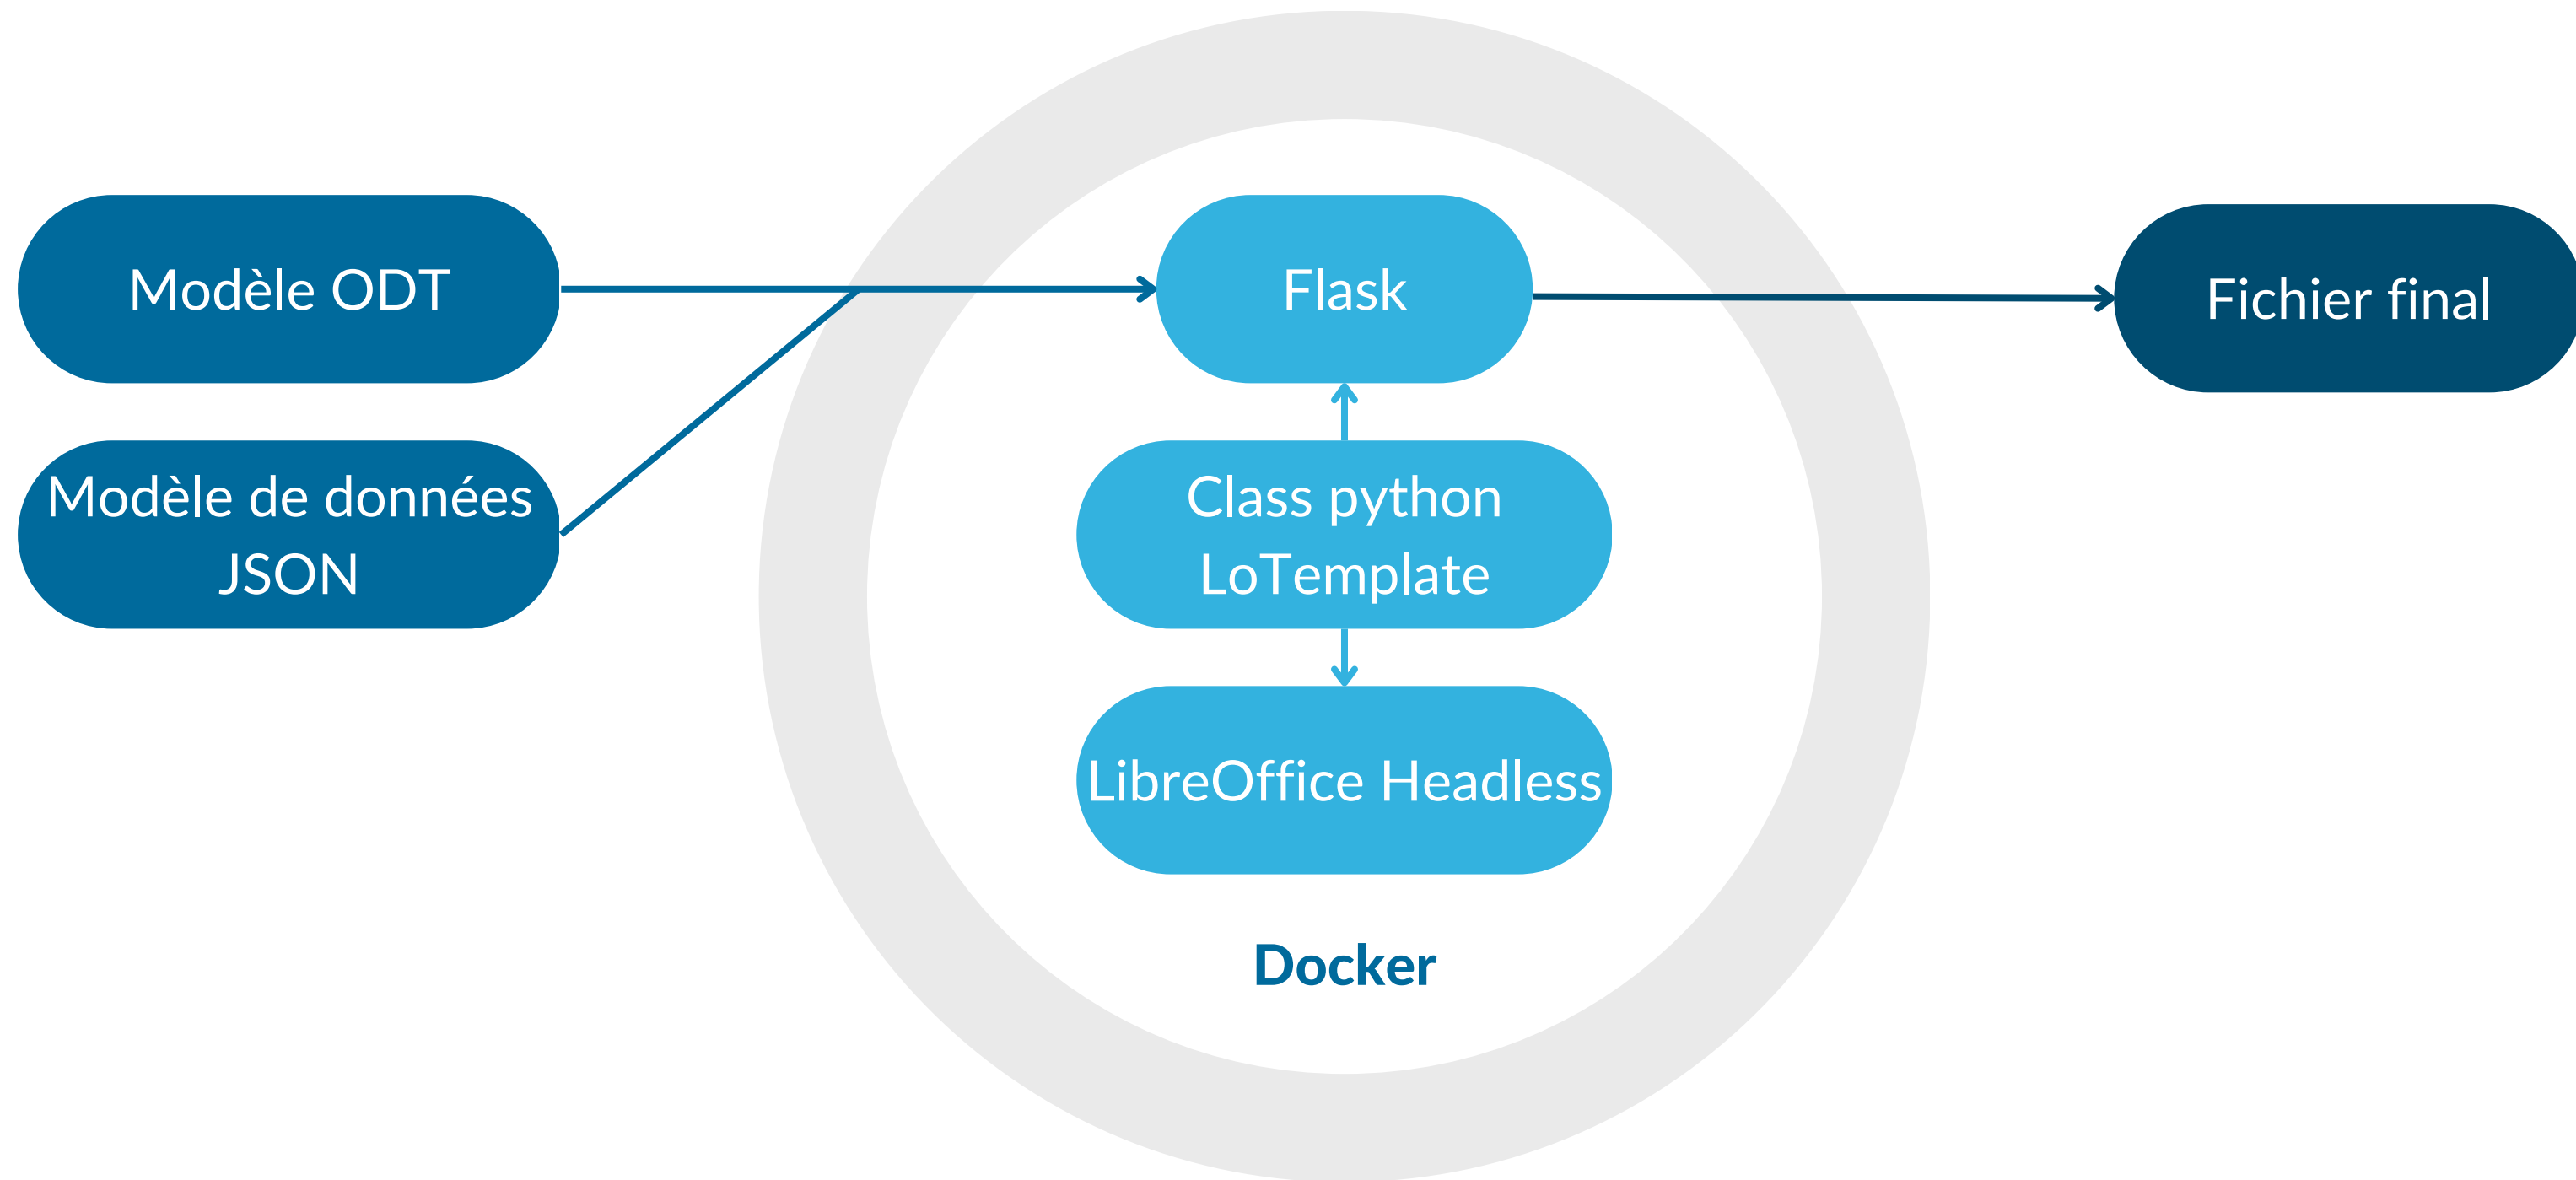 Modèle ODT
Modèle de données
JSON
Flask
Class python
LoTemplate
LibreOffice Headless
Docker
Fichier final